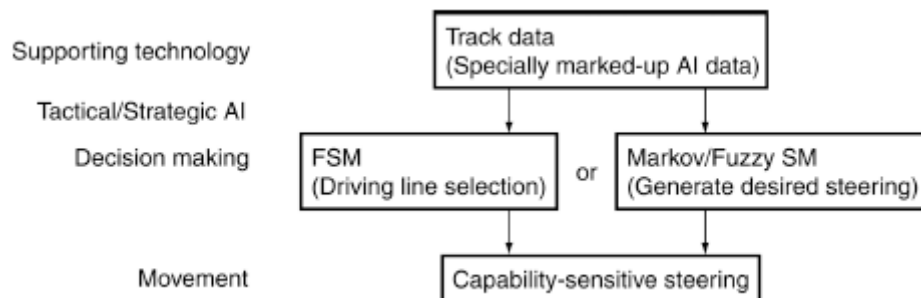 Supporting technology
Track data
(Specially marked-up AI data)
Tactical/Strategic AI
Decision making
FSM
(Driving line selection)
or
Markov/Fuzzy SM
(Generate desired steering)
Movement
Capability-sensitive steering